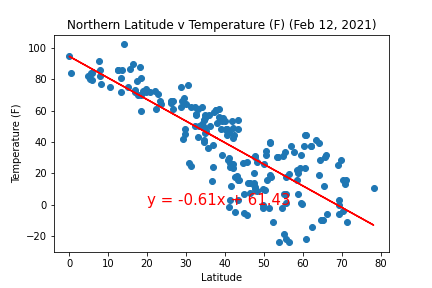 Northern Latitude v Temperature (F) (Feb 12, 2021)
100
80
60
40
20
0
−20
Temperature (F)
y = -0.61x + 61.43
0 10 20 30 40 50 60 70 80
Latitude